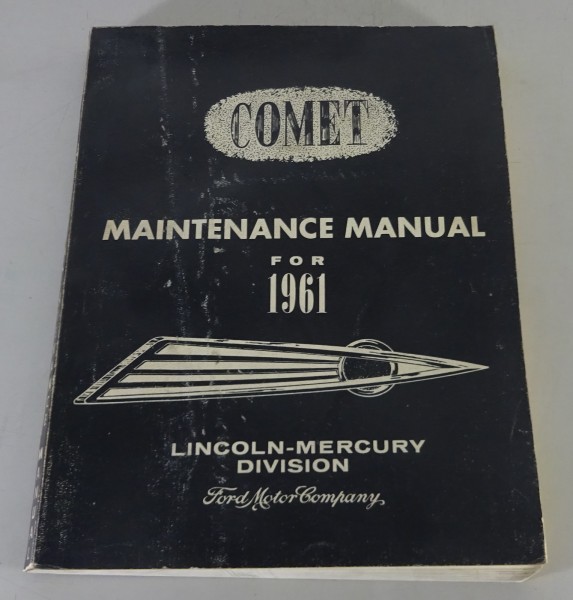 COMET
MAINTENANCE MANUAL
FOR
1961
LINCOLN-MERCURY
DIVISION
Ford Motor Company